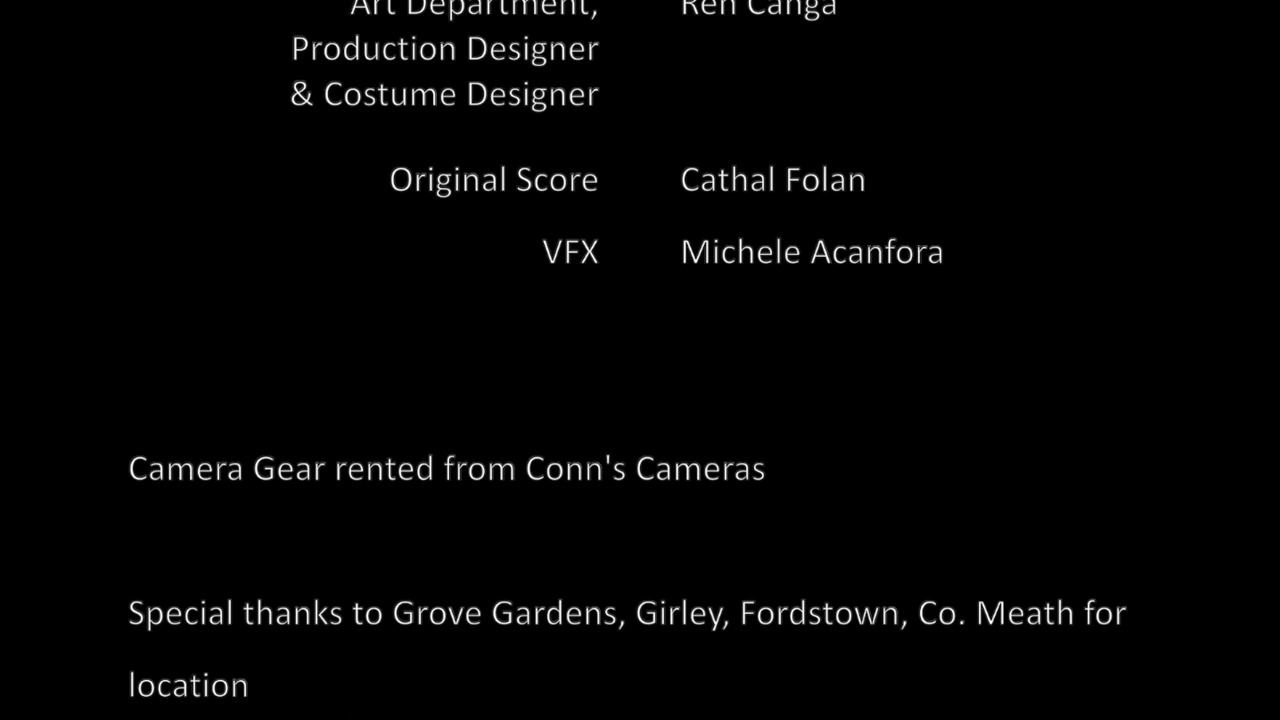 Art Department, Ren Canga
Production Designer
& Costume Designer
Original Score Cathal Folan
VFX Michele Acanfora
Camera Gear rented from Conn's Cameras
Special thanks to Grove Gardens, Girley, Fordstown, Co. Meath for
location